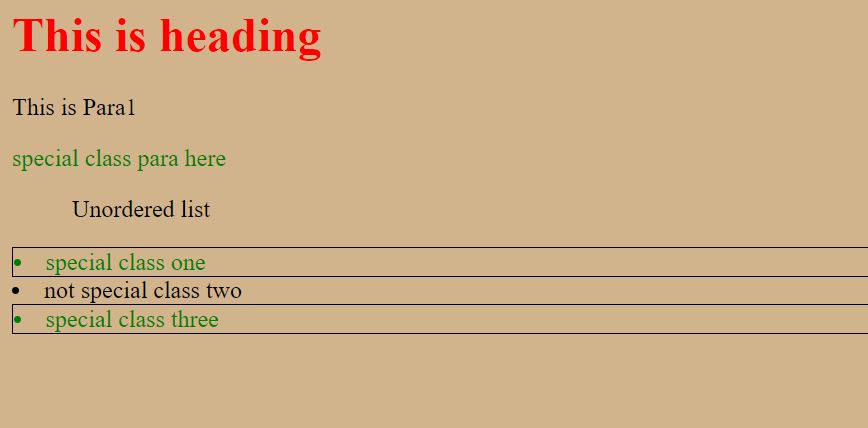 This is heading
This is Para1
special class para here
Unordered list
• special class one
• not special class two
• special class three